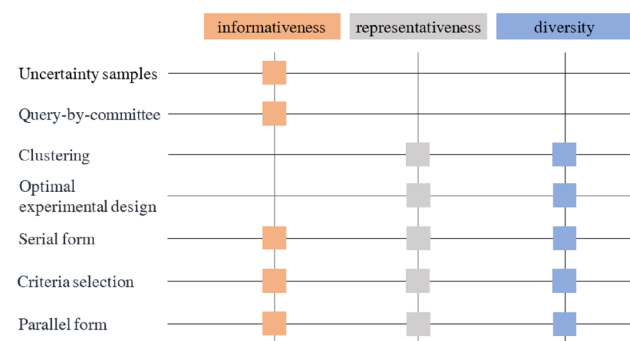 informativeness representativeness diversity
Uncertainty samples
Query-by-committee
Clustering
Optimal
experimental design
Serial form
Criteria selection
Parallel form